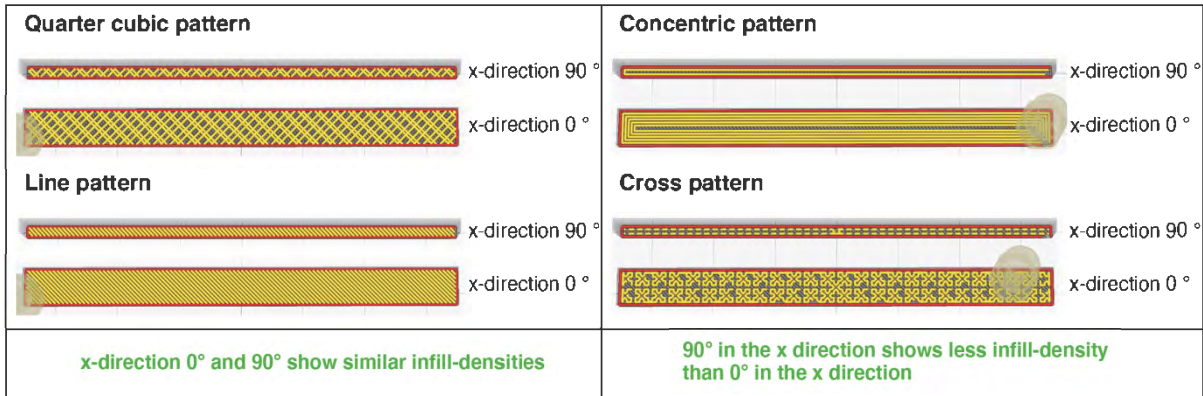 Quarter cubic pattern
x-direction 90 °
x-direction 0 °
Line pattern
x-direction 90 °
x-direction 0 °
x-direction 0° and 90° show similar infill-densities
Concentric pattern
x-direction 90 °
x-direction 0 °
Cross pattern
x-direction 90 °
x-direction 0 °
90° in the x direction shows less infill-density
than 0° in the x direction